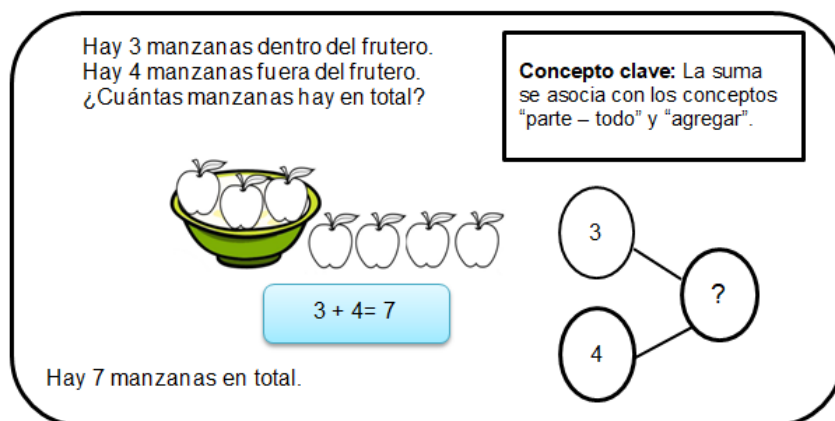 Hay 3 manzanas dentro del frutero.
Hay 4 manzanas fuera del frutero.
¿Cuántas manzanas hay en total?
Concepto clave: La suma
se asocia con los conceptos
“parte – todo” y “agregar”.
3
?
4
3 + 4= 7
Hay 7 manzanas en total.